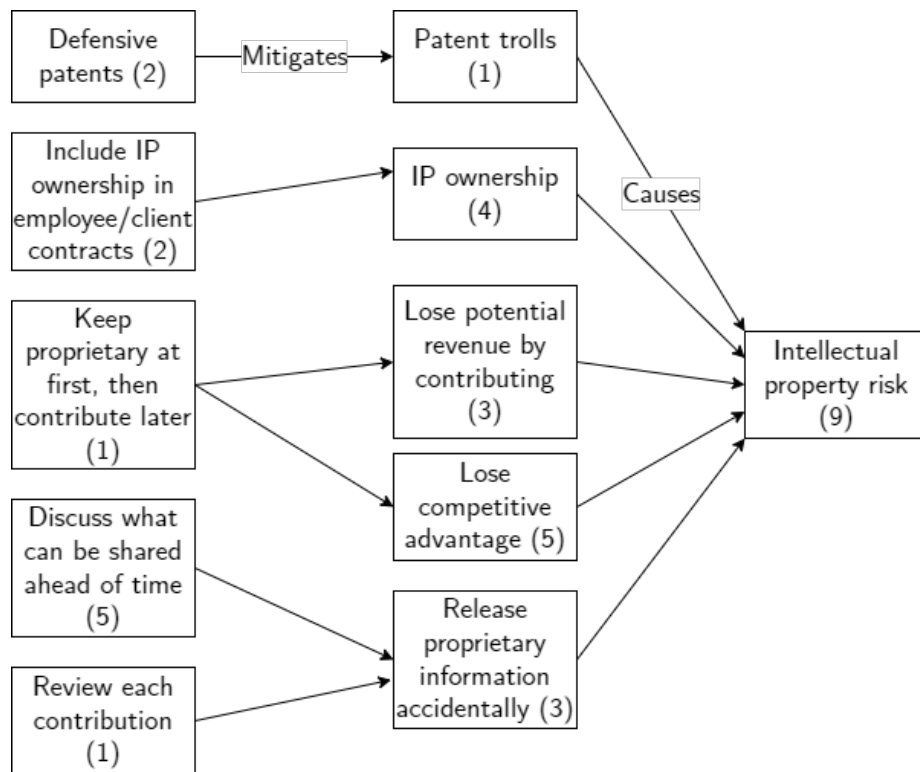 Defensive
patents (2)
Mitigates
Patent trolls
(1)
Include IP
ownership in
employee/client
contracts (2)
IP ownership
(4)
Causes
Keep
proprietary at
first, then
contribute later
(1)
Lose potential
revenue by
contributing
(3)
Lose
competitive
advantage (5)
Intellectual
property risk
(9)
Discuss what
can be shared
ahead of time
(5)
Review each
contribution
(1)
Release
proprietary
information
accidentally (3)